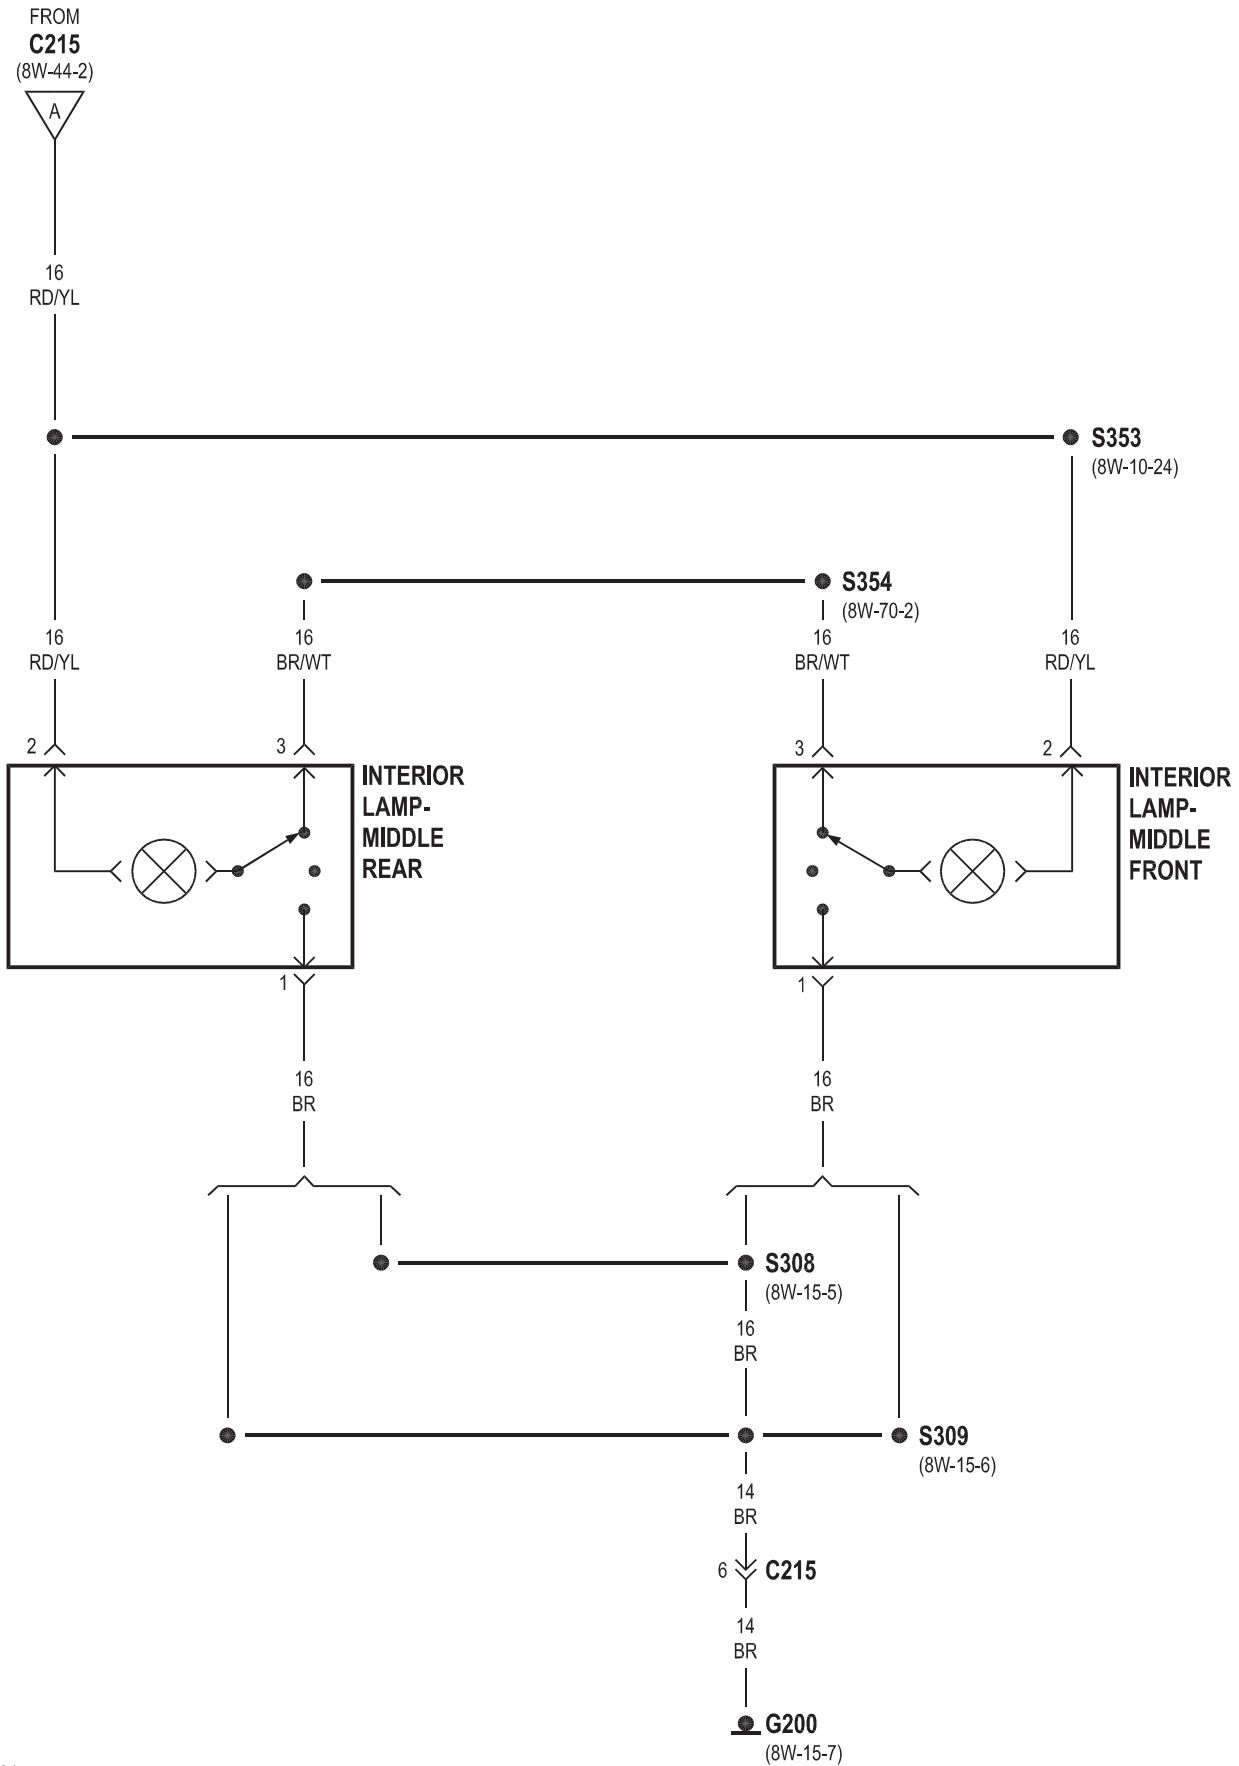 FROM
C215
(8W-44-2)
A
16
RD/YL
S353
(8W-10-24)
S354
(8W-70-2)
16
RD/YL
16
BR/WT
16
BR/WT
16
RD/YL
2
3
3
2
INTERIOR
LAMP-
MIDDLE
REAR
INTERIOR
LAMP-
MIDDLE
FRONT
1
1
16
BR
16
BR
S308
(8W-15-5)
16
BR
S309
(8W-15-6)
14
BR
6
C215
14
BR
G200
(8W-15-7)